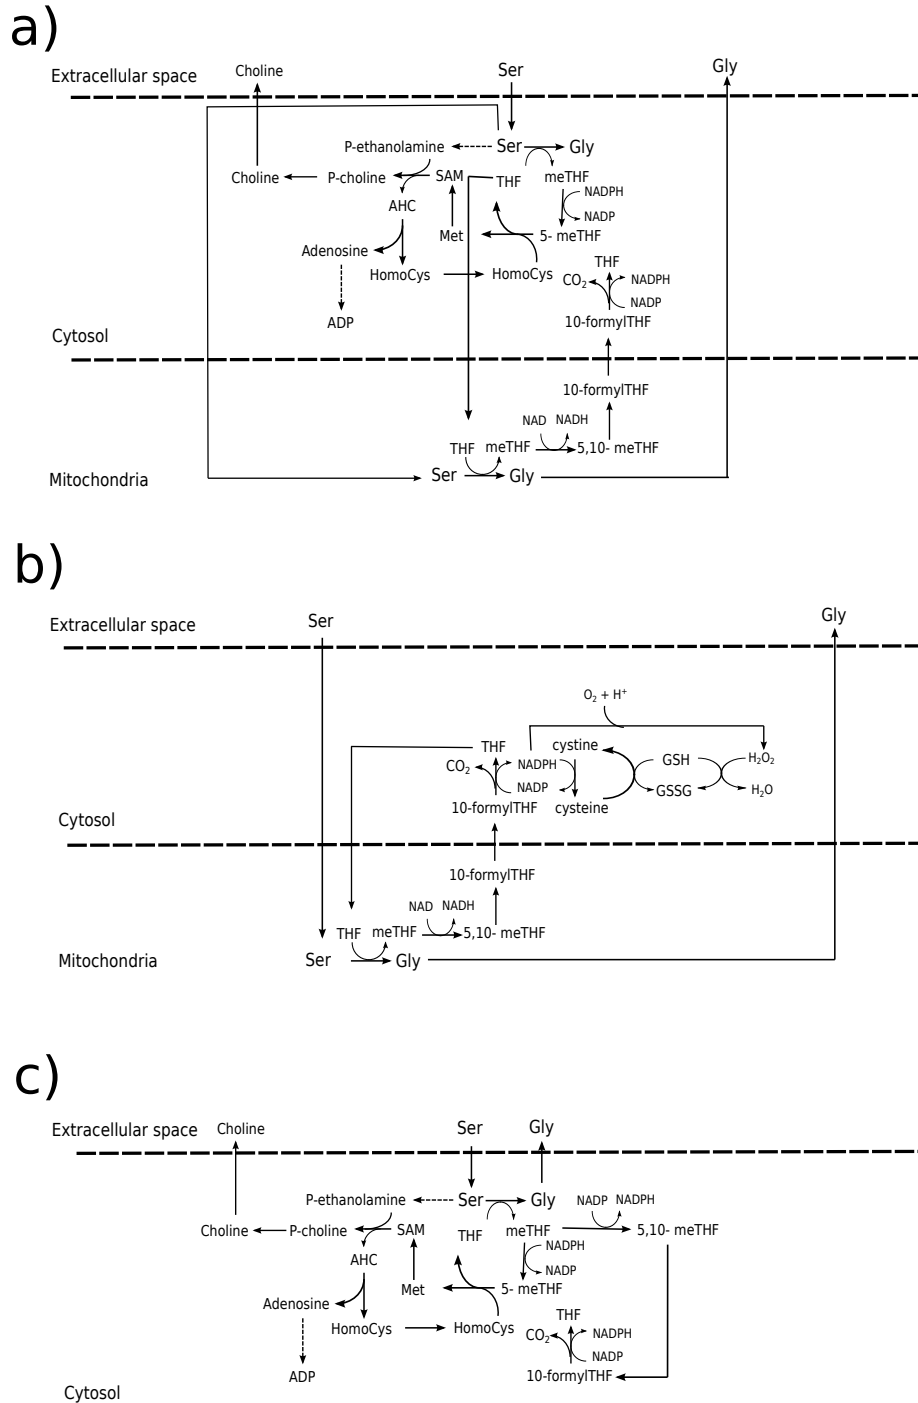 a)
Extracellular space
Choline
Ser
Gly
P-ethanolamine
Ser
Gly
Choline
P-choline
SAM
THF
meTHF
NADPH
AHC
NADP
Met
5- meTHF
Adenosine
HomoCys
HomoCys
THF
CO2
NADPH
NADP
ADP
10-formylTHF
Cytosol
10-formylTHF
NAD
NADH
THF
meTHF
5,10- meTHF
Mitochondria
Ser
Gly
b)
Extracellular space
Ser
Gly
O2 + H+
THF
cystine
CO2
NADPH
GSH
H2O2
NADP
GSSG
H2O
10-formylTHF
cysteine
Cytosol
10-formylTHF
NAD
NADH
THF
meTHF
5,10- meTHF
Mitochondria
Ser
Gly
c)
Extracellular space
Choline
Ser
Gly
P-ethanolamine
Ser
Gly
NADP
NADPH
Choline
P-choline
SAM
THF
meTHF
5,10- meTHF
NADPH
AHC
NADP
Met
5- meTHF
Adenosine
HomoCys
HomoCys
THF
CO2
NADPH
NADP
ADP
10-formylTHF
Cytosol